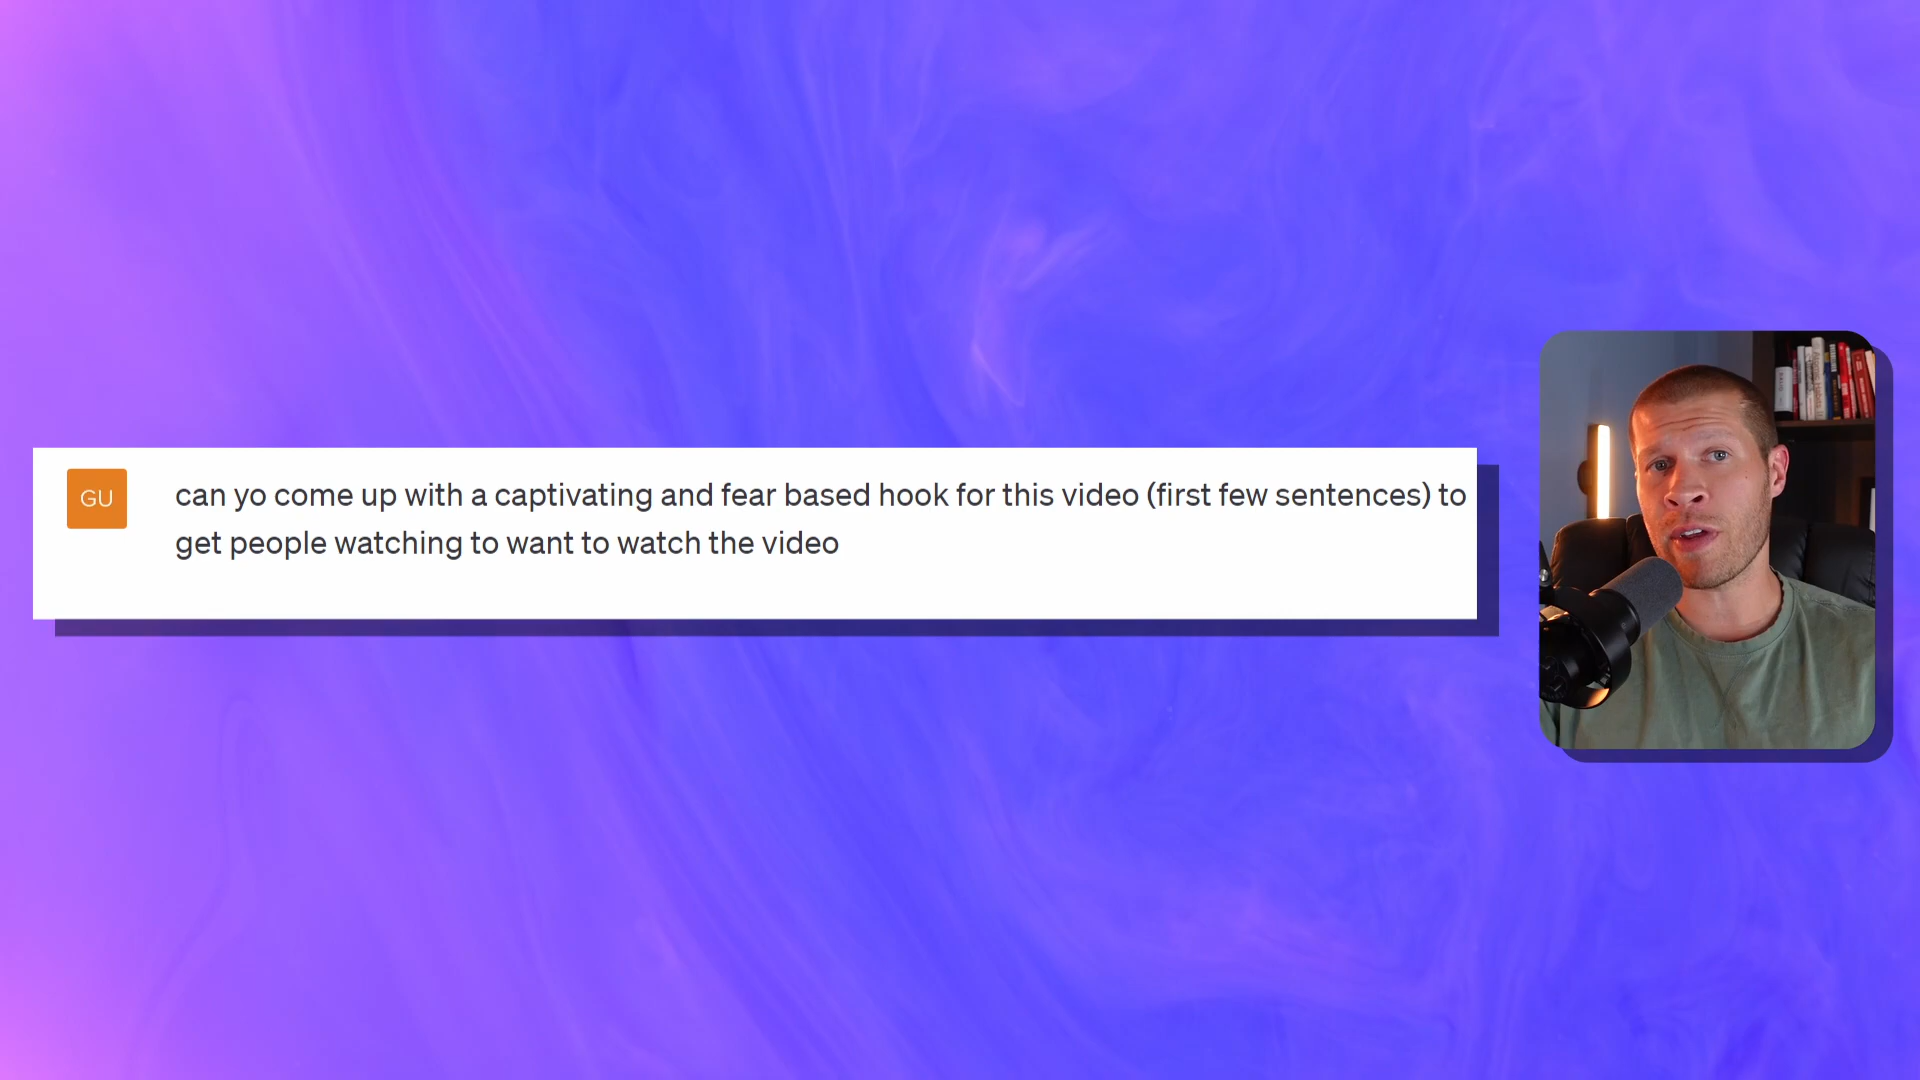 GU
can yo come up with a captivating and fear based hook for this video (first few sentences) to
get people watching to want to watch the video